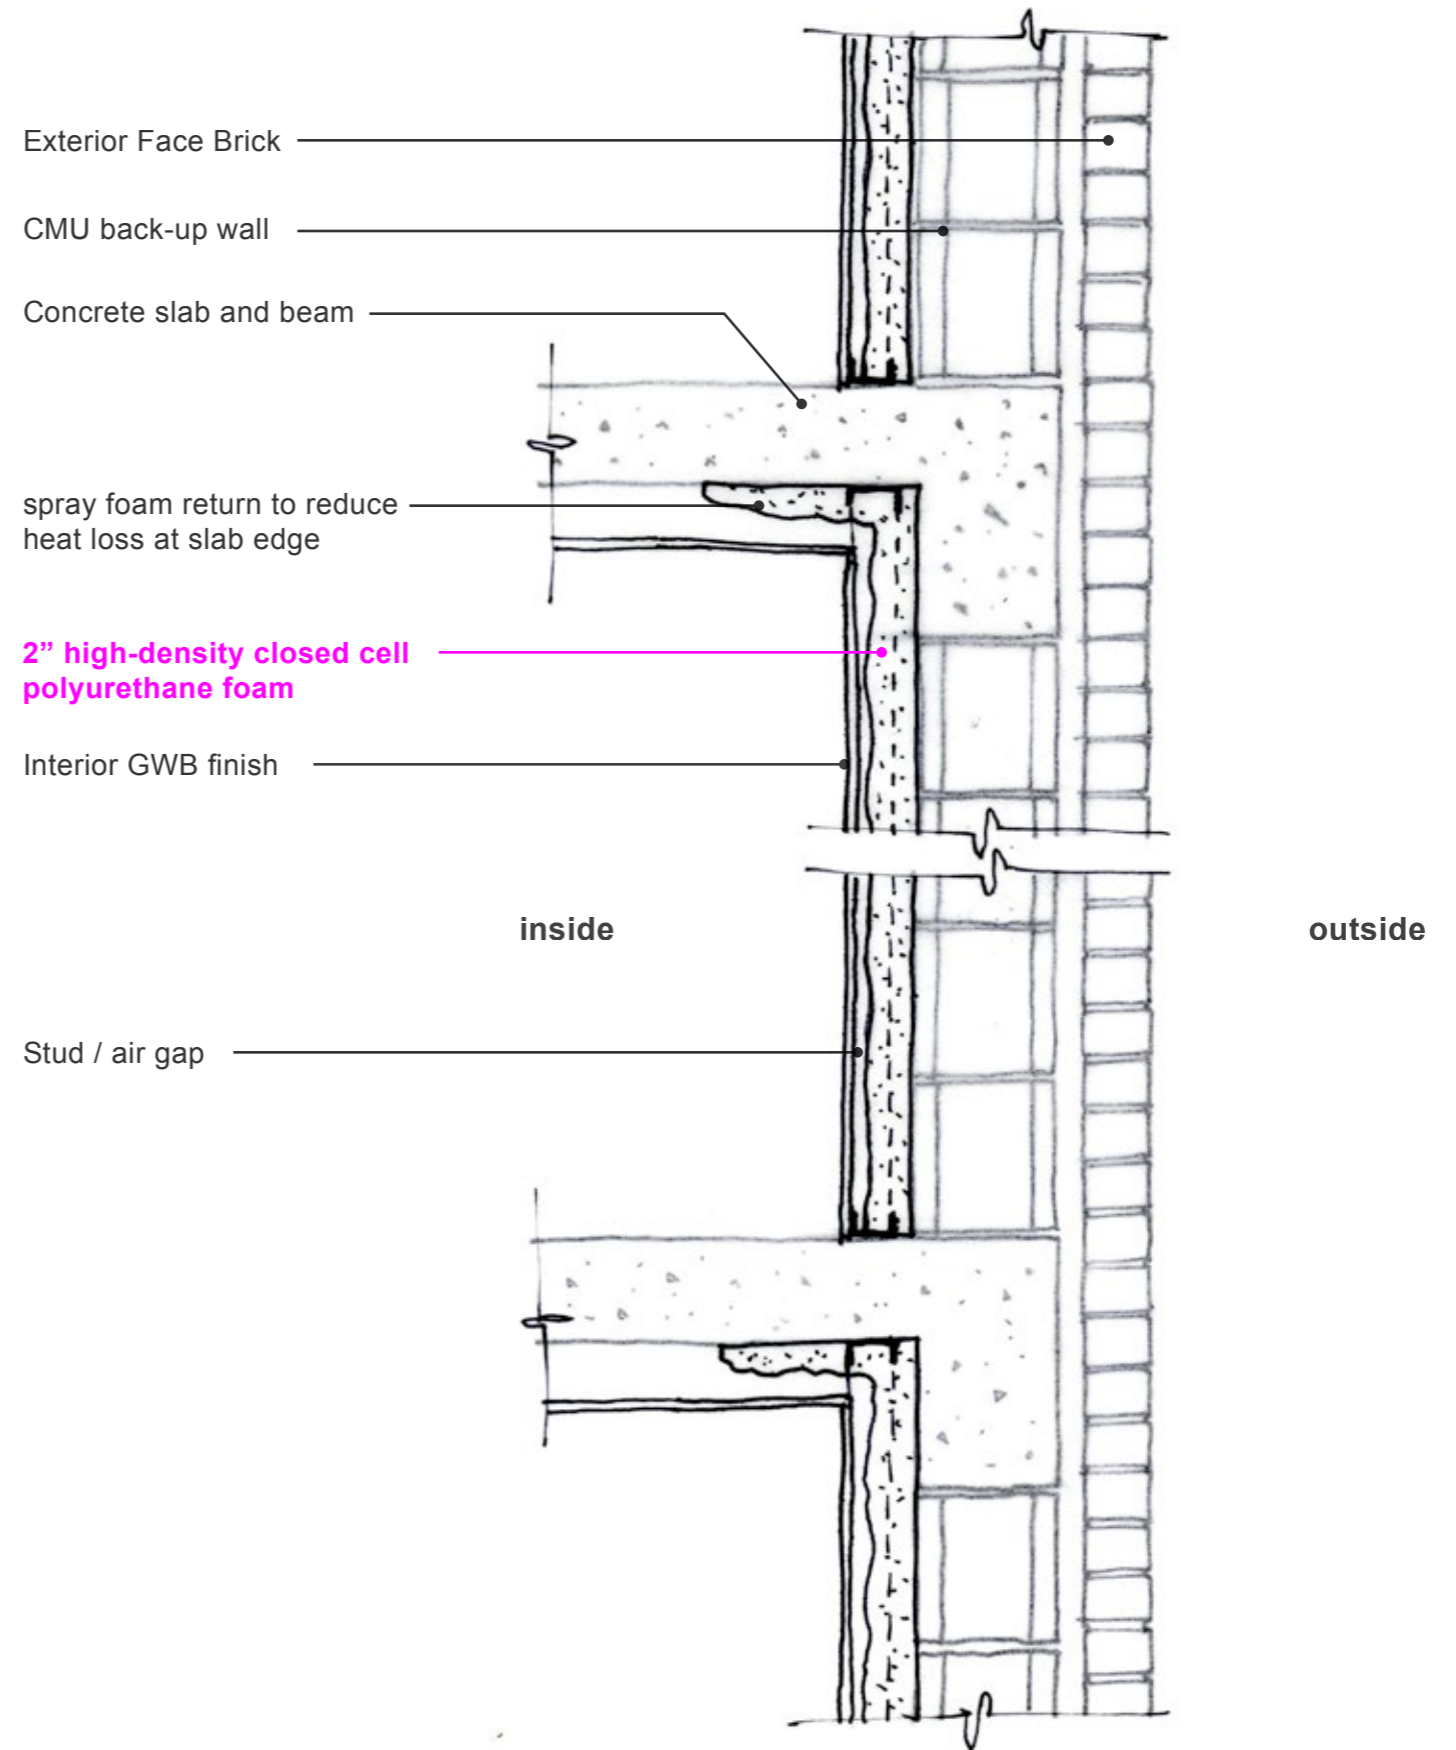 Exterior Face Brick
CMU back-up wall
Concrete slab and beam
spray foam return to reduce
heat loss at slab edge
2” high-density closed cell
polyurethane foam
Interior GWB finish
inside
outside
Stud / air gap